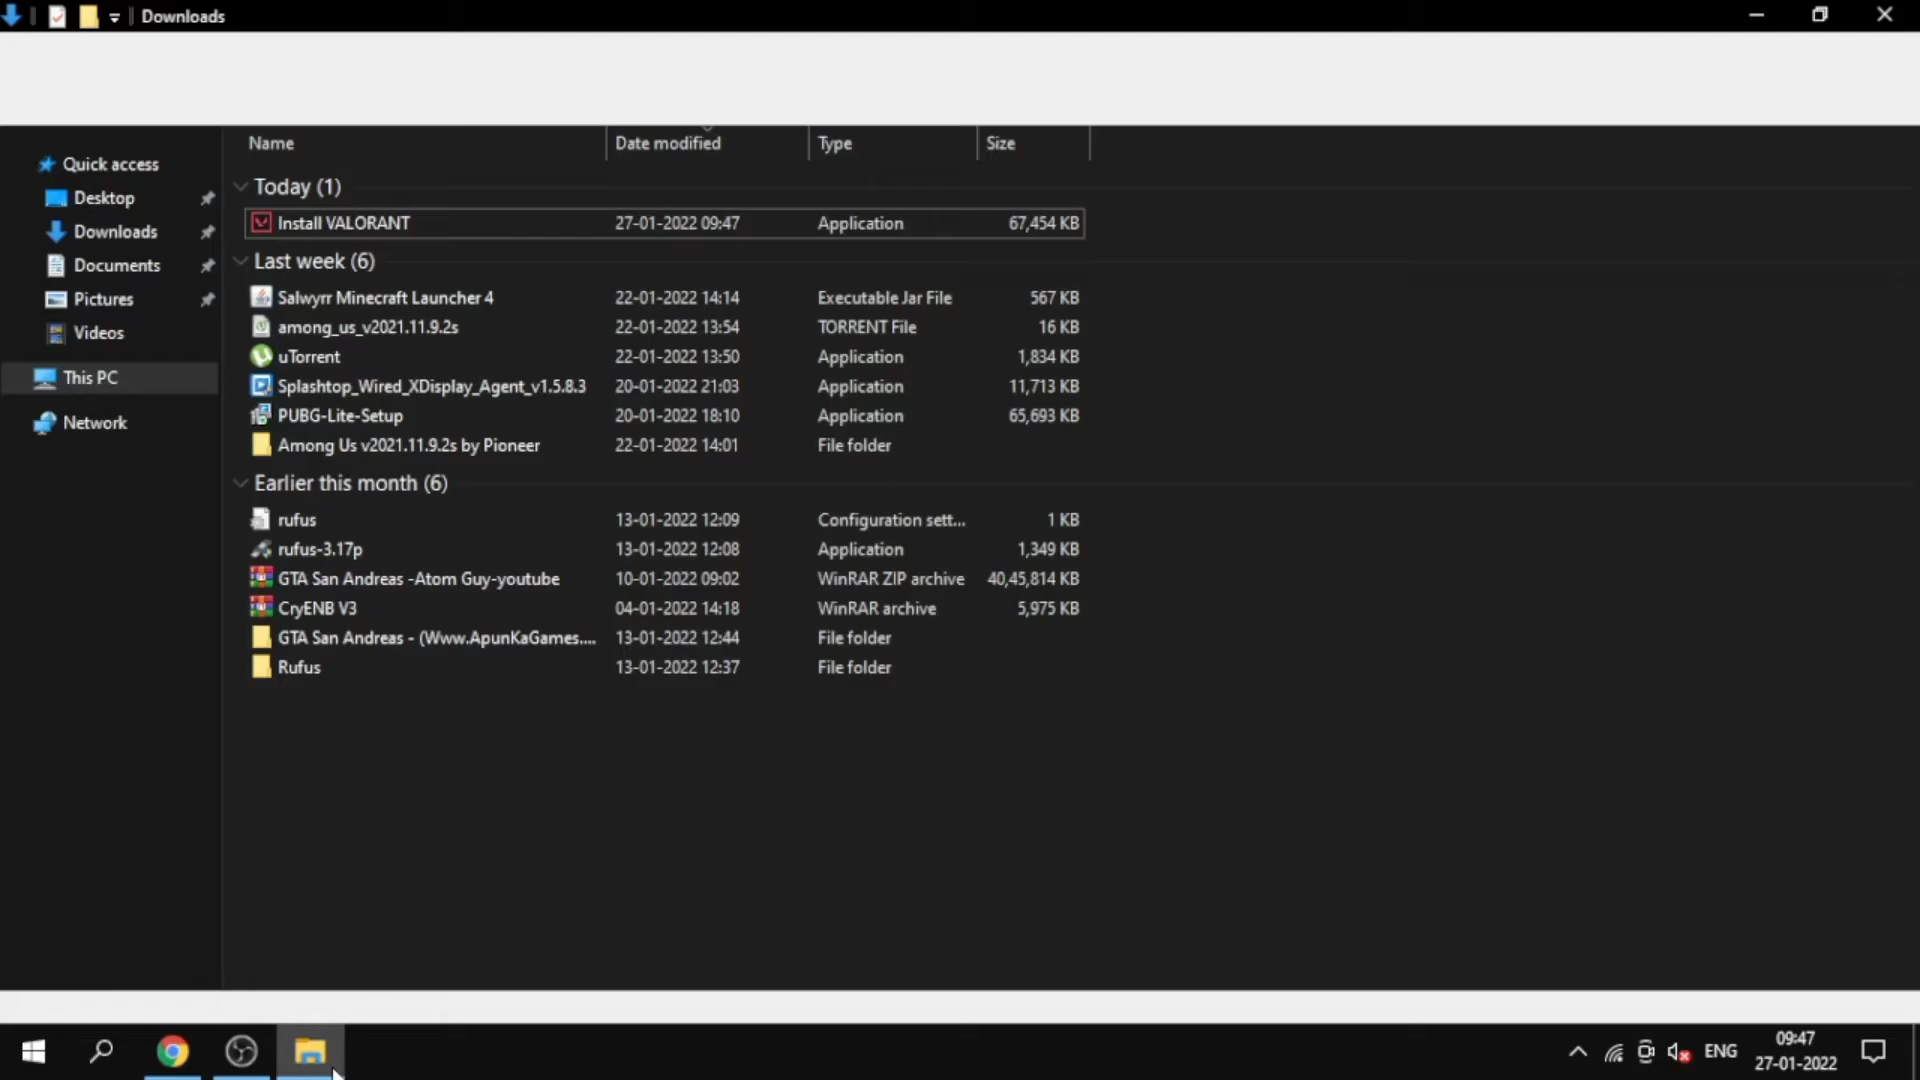 Downloads
Name Date modified Type Size
Quick access
Desktop
Downloads
Documents
Pictures
Videos
This PC
Network
Today (1)
Install VALORANT 27-01-2022 09:47 Application 67,454 KB
Last week (6)
Salwyrr Minecraft Launcher 4 22-01-2022 14:14 Executable Jar File 567 KB
among_us_v2021.11.9.2s 22-01-2022 13:54 TORRENT File 16 KB
uTorrent 22-01-2022 13:50 Application 1,834 KB
Splashtop_Wired_XDisplay_Agent_v1.5.8.3 20-01-2022 21:03 Application 11,713 KB
PUBG-Lite-Setup 20-01-2022 18:10 Application 65,693 KB
Among Us v2021.11.9.2s by Pioneer 22-01-2022 14:01 File folder
Earlier this month (6)
rufus 13-01-2022 12:09 Configuration sett... 1 KB
rufus-3.17p 13-01-2022 12:08 Application 1,349 KB
GTA San Andreas -Atom Guy-youtube 10-01-2022 09:02 WinRAR ZIP archive 40,45,814 KB
CryENB V3 04-01-2022 14:18 WinRAR archive 5,975 KB
GTA San Andreas - (Www.ApunKaGames.... 13-01-2022 12:44 File folder
Rufus 13-01-2022 12:37 File folder
ENG
09:47
27-01-2022